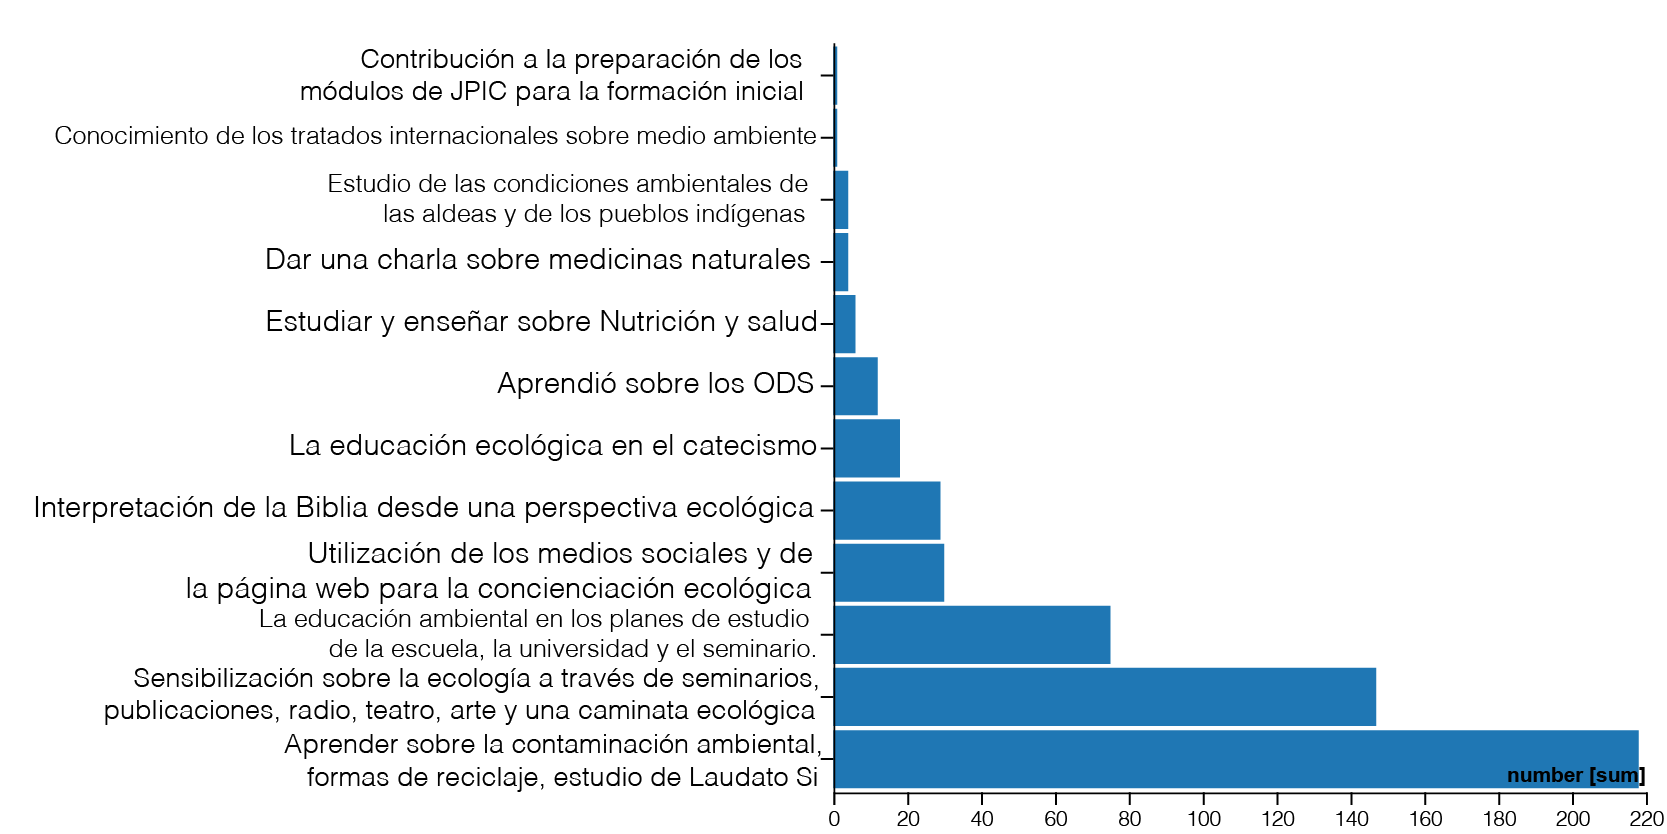 Contribución a la preparación de los
módulos de JPIC para la formación inicial
Conocimiento de los tratados internacionales sobre medio ambiente
Estudio de las condiciones ambientales de
las aldeas y de los pueblos indígenas
Dar una charla sobre medicinas naturales
Estudiar y enseñar sobre Nutrición y salud
Aprendió sobre los ODS
La educación ecológica en el catecismo
Interpretación de la Biblia desde una perspectiva ecológica
Utilización de los medios sociales y de
la página web para la concienciación ecológica
La educación ambiental en los planes de estudio
de la escuela, la universidad y el seminario.
Sensibilización sobre la ecología a través de seminarios,
publicaciones, radio, teatro, arte y una caminata ecológica
Aprender sobre la contaminación ambiental,
formas de reciclaje, estudio de Laudato Si
number [sum]
0 20 40 60 80 100 120 140 160 180 200 220